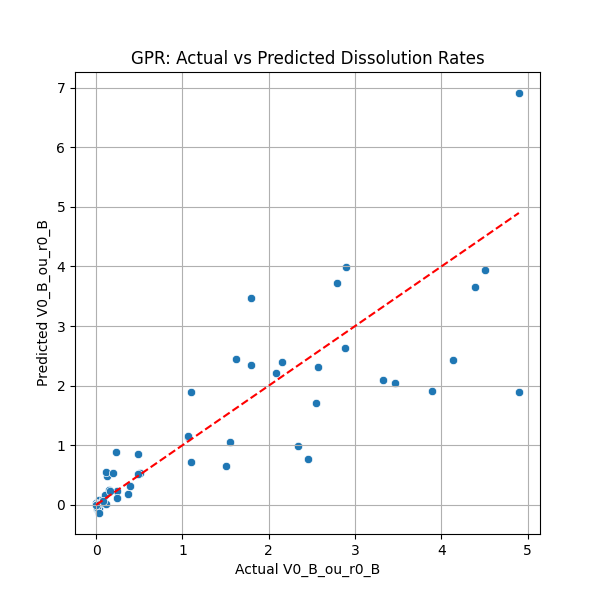 GPR: Actual vs Predicted Dissolution Rates
7
6
5
4
3
2
1
0
Predicted V0_B_ou_r0_B
0 1 2 3 4 5
Actual V0_B_ou_r0_B